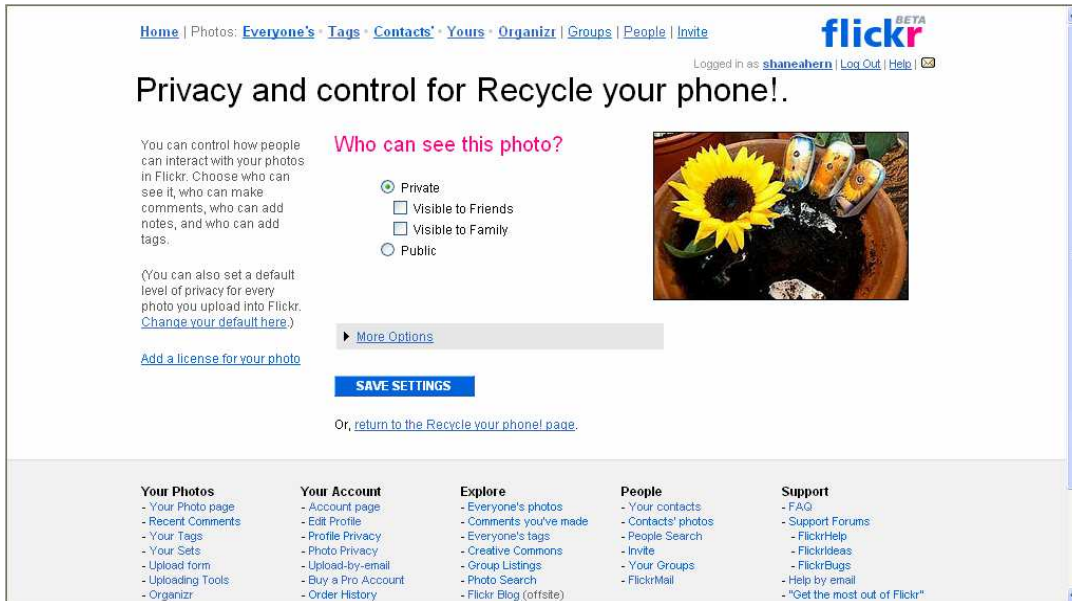 Home | Photos: Everyone's • Tags • Contacts' • Yours • Organizr | Groups | People | Invite
flickr BETA
Logged in as shaneahern | Log Out | Help |
Privacy and control for Recycle your phone!.
You can control how people
can interact with your photos
in Flickr. Choose who can
see it, who can make
comments, who can add
notes, and who can add
tags.
(You can also set a default
level of privacy for every
photo you upload into Flickr.
Change your default here.)
Add a license for your photo
Who can see this photo?
Private
Visible to Friends
Visible to Family
Public
More Options
SAVE SETTINGS
Or, return to the Recycle your phone! page.
Your Photos
- Your Photo page
- Recent Comments
- Your Tags
- Your Sets
- Upload form
- Uploading Tools
- Organizr
Your Account
- Account page
- Edit Profile
- Profile Privacy
- Photo Privacy
- Upload-by-email
- Buy a Pro Account
- Order History
Explore
- Everyone's photos
- Comments you've made
- Everyone's tags
- Creative Commons
- Group Listings
- Photo Search
- Flickr Blog (offsite)
People
- Your contacts
- Contacts' photos
- People Search
- Invite
- Your Groups
- FlickrMail
Support
- FAQ
- Support Forums
- FlickrHelp
- FlickrIdeas
- FlickrBugs
- Help by email
- "Get the most out of Flickr"